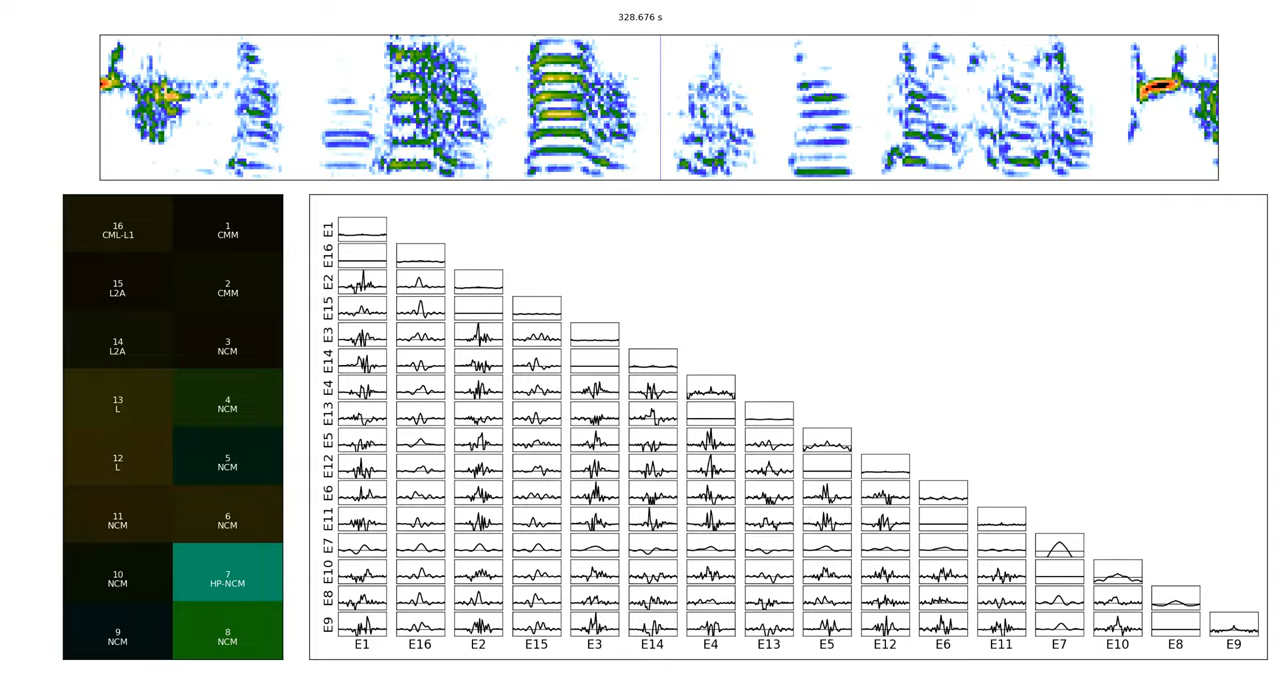 328.676 s
16
CML-L1
1
CMM
15
L2A
2
CMM
14
L2A
3
NCM
13
L
4
NCM
12
L
5
NCM
11
NCM
6
NCM
10
NCM
7
HP-NCM
9
NCM
8
NCM
E1
E16
E2
E15
E3
E14
E4
E13
E5
E12
E6
E11
E7
E10
E8
E9
E1 E16 E2 E15 E3 E14 E4 E13 E5 E12 E6 E11 E7 E10 E8 E9